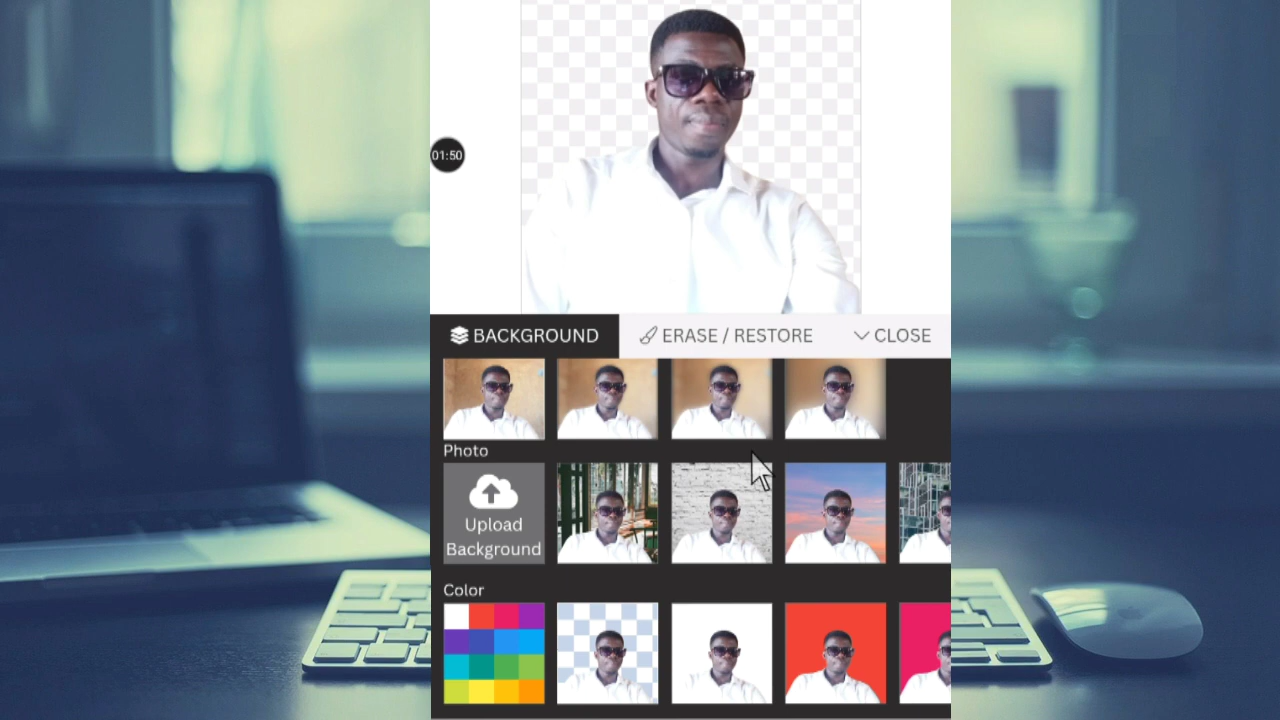 01:50
BACKGROUND ERASE / RESTORE CLOSE
Photo
Upload
Background
Color